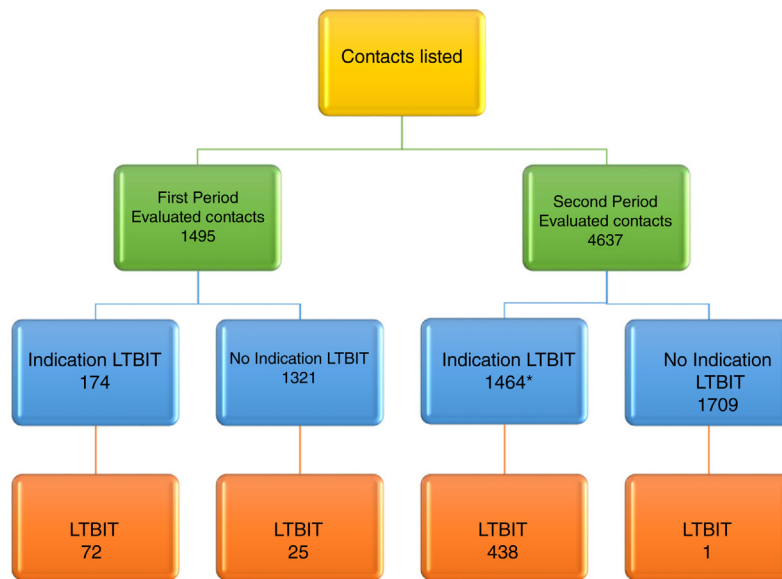 Contacts listed
First Period
Evaluated contacts
1495
Second Period
Evaluated contacts
4637
Indication LTBIT
174
No Indication LTBIT
1321
Indication LTBIT
1464*
No Indication
LTBIT
1709
LTBIT
72
LTBIT
25
LTBIT
438
LTBIT
1